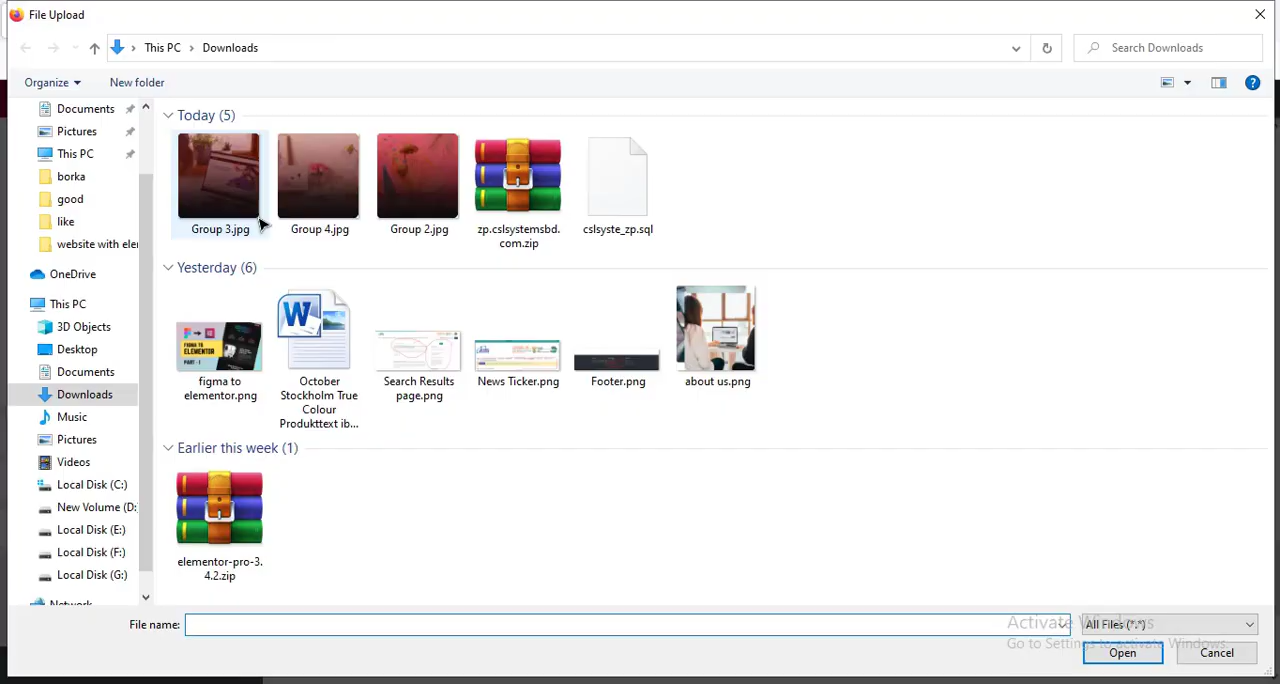 File Upload
This PC
Downloads
Search Downloads
Organize
New folder
Documents
Pictures
This PC
borka
good
like
website with ele
OneDrive
This PC
3D Objects
Desktop
Documents
Downloads
Music
Pictures
Videos
Local Disk (C:)
New Volume (D:
Local Disk (E:)
Local Disk (F:)
Local Disk (G:)
Network
Today (5)
Group 3.jpg
Group 4.jpg
Group 2.jpg
zp.cslsystemsbd.
com.zip
cslsyste_zp.sql
Yesterday (6)
figma to
elementor.png
October
Stockholm True
Colour
Produkttext ib...
Search Results
page.png
News Ticker.png
Footer.png
about us.png
Earlier this week (1)
elementor-pro-3.
4.2.zip
File name:
All Files (*.*)
Activate Windows
Go to Settings to activate Windows.
Open
Cancel